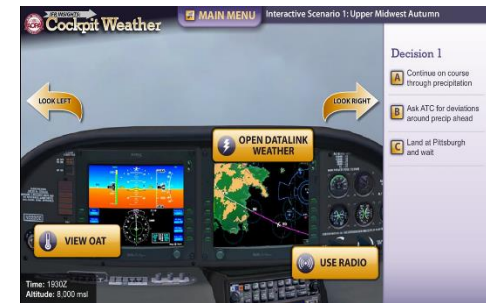 IFR INSIGHTS:
Cockpit Weather
MAIN MENU
Interactive Scenario 1: Upper Midwest Autumn
LOOK LEFT
LOOK RIGHT
OPEN DATALINK
WEATHER
VIEW OAT
USE RADIO
Time: 1930Z
Altitude: 8,000 msl
Decision 1
A Continue on course
through precipitation
B Ask ATC for deviations
around precip ahead
C Land at Pittsburgh
and wait